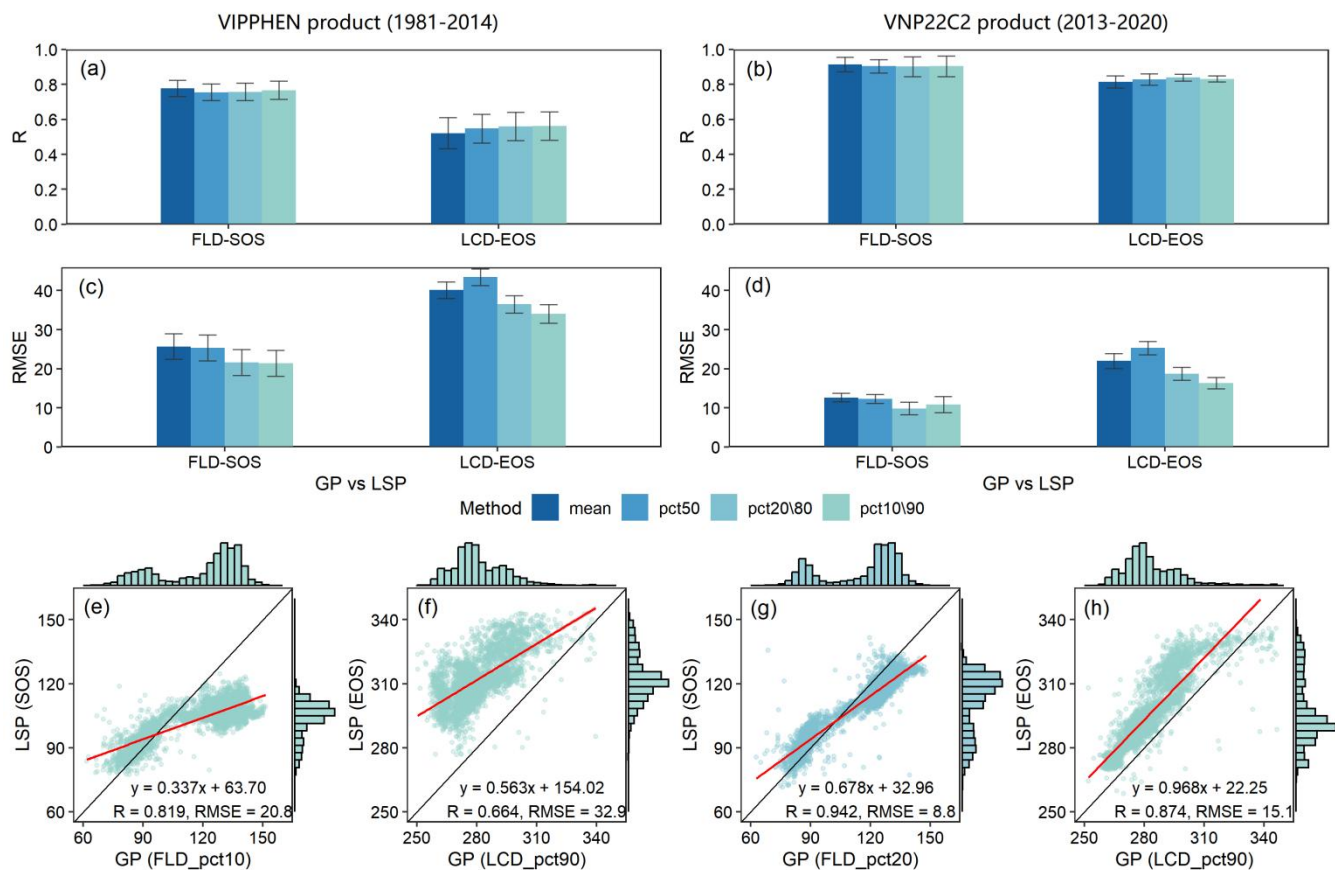 VIPPHEN product (1981-2014)
VNP22C2 product (2013-2020)
1.0
0.8
0.6
0.4
0.2
0.0
R
(a)
FLD-SOS
LCD-EOS
1.0
0.8
0.6
0.4
0.2
0.0
R
(b)
FLD-SOS
LCD-EOS
40
30
20
10
0
RMSE
(c)
FLD-SOS
LCD-EOS
GP vs LSP
40
30
20
10
0
RMSE
(d)
FLD-SOS
LCD-EOS
GP vs LSP
Method mean pct50 pct20\80 pct10\90
(e)
150
120
90
60
LSP (SOS)
y = 0.337x + 63.70
R = 0.819, RMSE = 20.8
60 90 120 150
GP (FLD_pct10)
(f)
340
310
280
250
LSP (EOS)
y = 0.563x + 154.02
R = 0.664, RMSE = 32.9
250 280 310 340
GP (LCD_pct90)
(g)
150
120
90
60
LSP (SOS)
y = 0.678x + 32.96
R = 0.942, RMSE = 8.8
60 90 120 150
GP (FLD_pct20)
(h)
340
310
280
250
LSP (EOS)
y = 0.968x + 22.25
R = 0.874, RMSE = 15.1
250 280 310 340
GP (LCD_pct90)